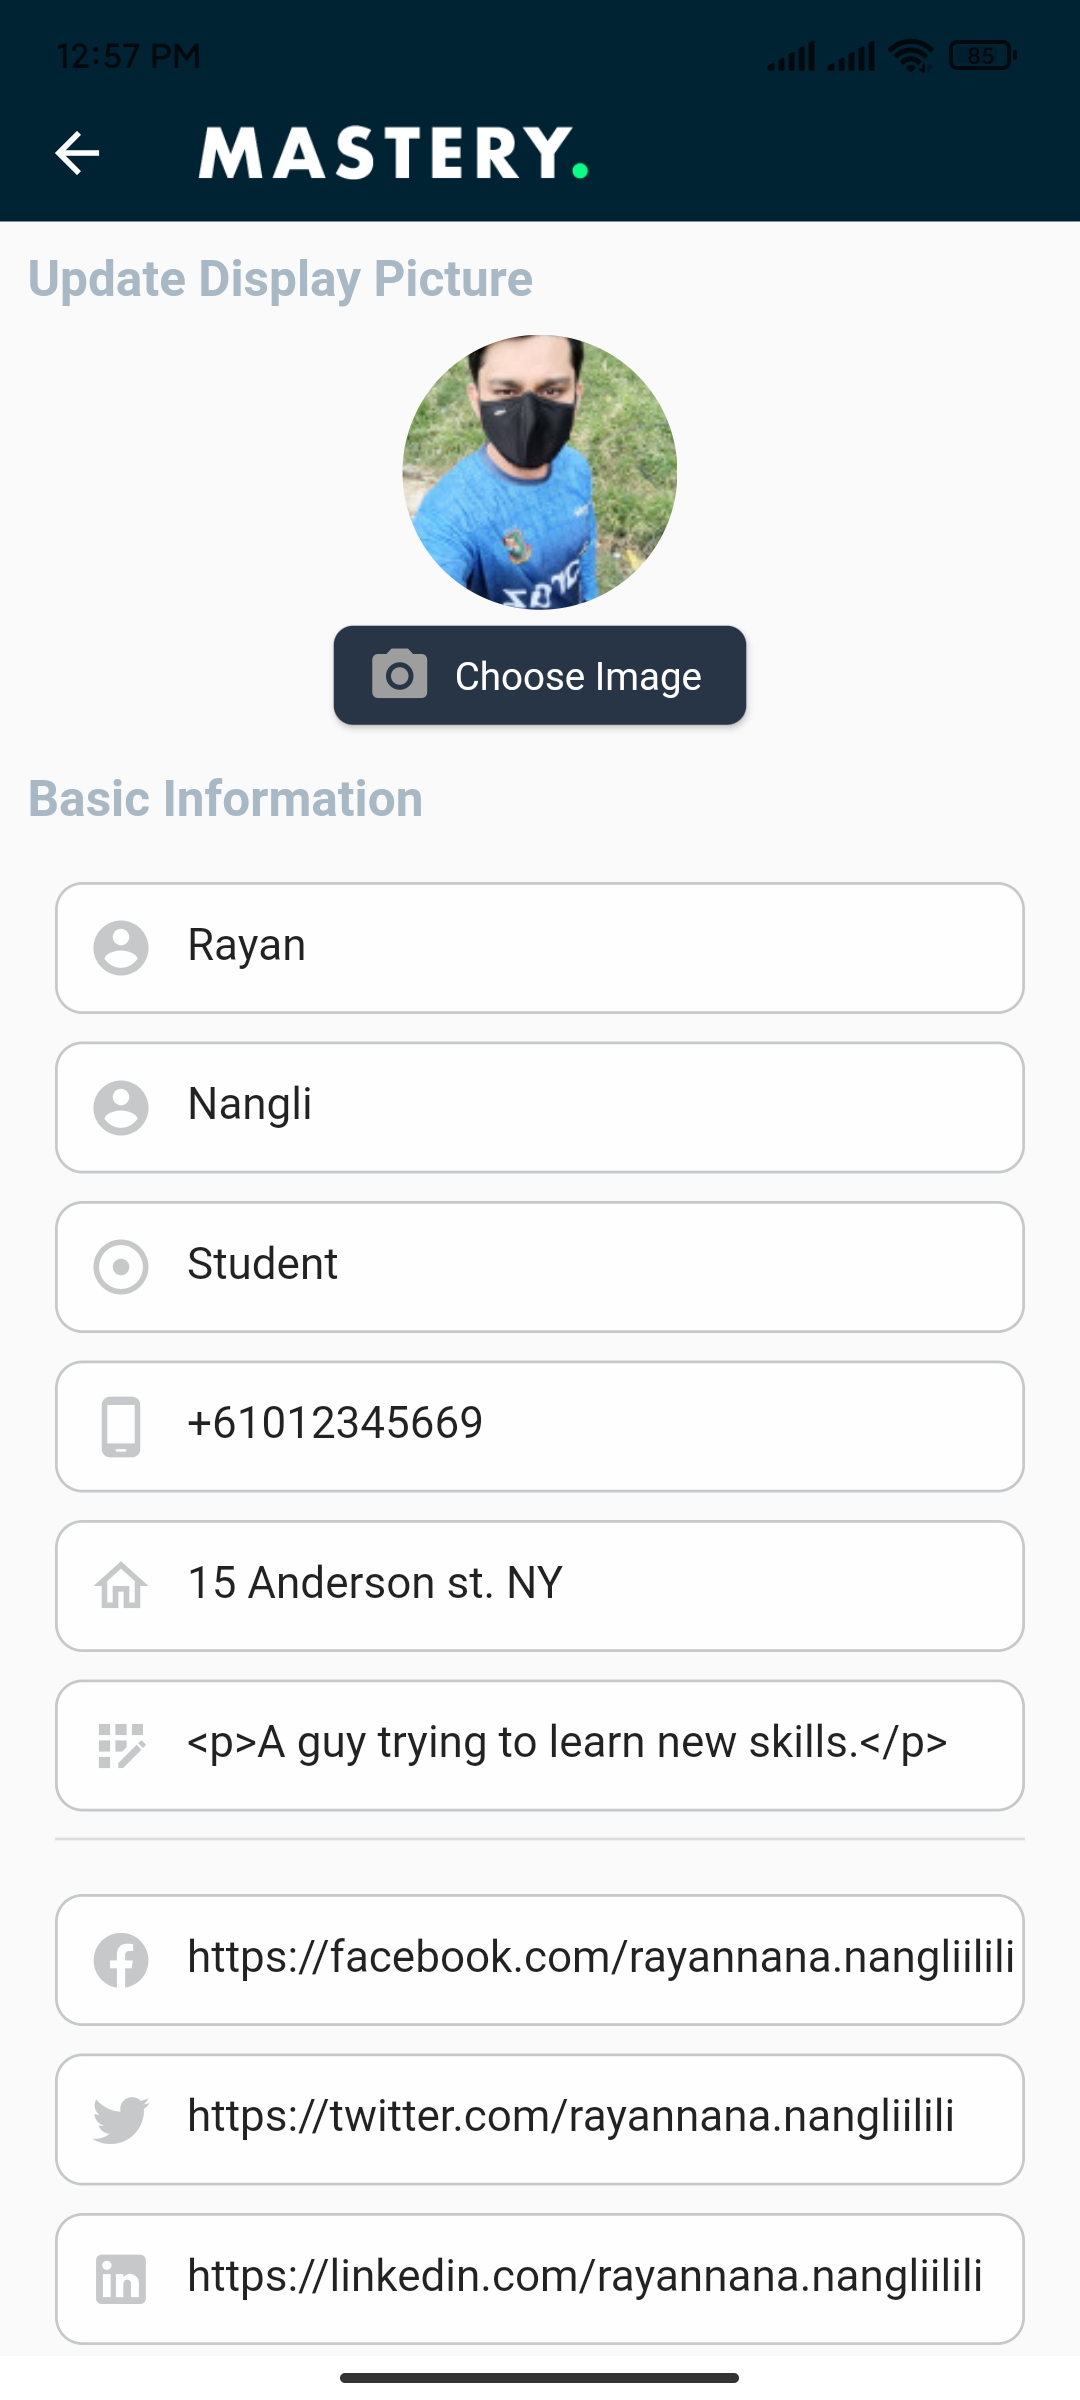 12:57 PM
85
MASTERY.
Update Display Picture
Choose Image
Basic Information
Rayan
Nangli
Student
+61012345669
15 Anderson st. NY
<p>A guy trying to learn new skills.</p>
https://facebook.com/rayannana.nangliilili
https://twitter.com/rayannana.nangliilili
https://linkedin.com/rayannana.nangliilili